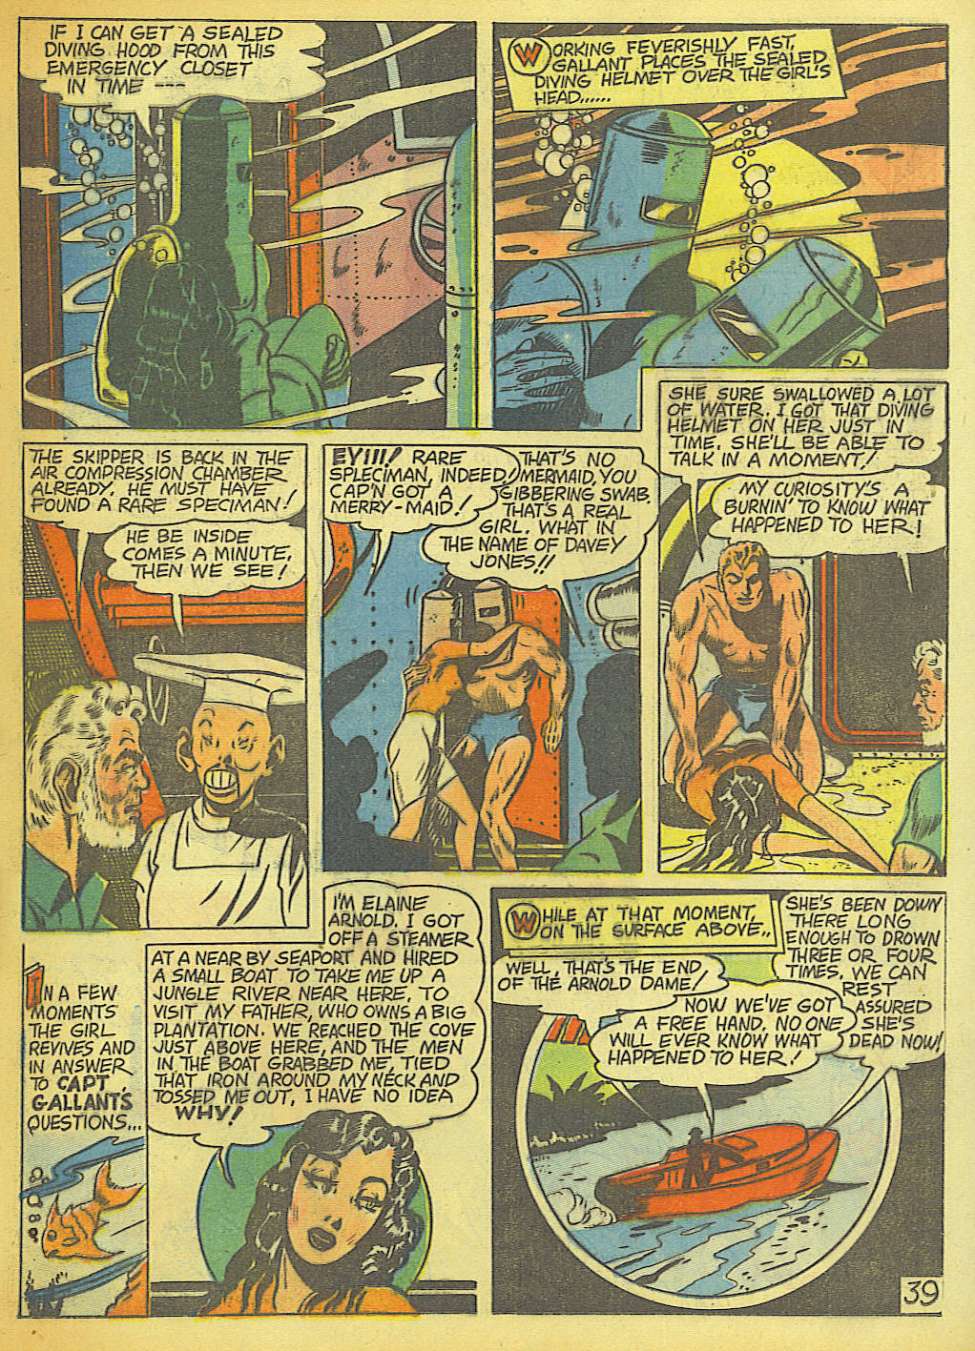 IF I CAN GET A SEALED
DIVING HOOD FROM THIS
EMERGENCY CLOSET
IN TIME ---
WORKING FEVERISHLY FAST,
GALLANT PLACES THE SEALED
DIVING HELMET OVER THE GIRL'S
HEAD......
THE SKIPPER IS BACK IN THE
AIR COMPRESSION CHAMBER
ALREADY. HE MUST HAVE
FOUND A RARE SPECIMAN!
HE BE INSIDE
COMES A MINUTE,
THEN WE SEE!
EYIII! RARE
SPLECIMAN, INDEED!
CAP'N GOT A
MERRY-MAID!
THAT'S NO
MERMAID, YOU
GIBBERING SWAB.
THAT'S A REAL
GIRL. WHAT IN
THE NAME OF DAVEY
JONES!!
SHE SURE SWALLOWED A LOT
OF WATER. I GOT THAT DIVING
HELMET ON HER JUST IN
TIME. SHE'LL BE ABLE TO
TALK IN A MOMENT!
MY CURIOSITY'S A
BURNIN' TO KNOW WHAT
HAPPENED TO HER!
IN A FEW
MOMENTS
THE GIRL
REVIVES AND
IN ANSWER
TO CAPT.
GALLANT'S
QUESTIONS...
I'M ELAINE
ARNOLD. I GOT
OFF A STEAMER
AT A NEAR BY SEAPORT AND HIRED
A SMALL BOAT TO TAKE ME UP A
JUNGLE RIVER NEAR HERE, TO
VISIT MY FATHER, WHO OWNS A BIG
PLANTATION. WE REACHED THE COVE
JUST ABOVE HERE, AND THE MEN
IN THE BOAT GRABBED ME, TIED
THAT IRON AROUND MY NECK AND
TOSSED ME OUT, I HAVE NO IDEA
WHY!
WHILE AT THAT MOMENT,
ON THE SURFACE ABOVE..
WELL, THAT'S THE END
OF THE ARNOLD DAME!
NOW WE'VE GOT
A FREE HAND. NO ONE
WILL EVER KNOW WHAT
HAPPENED TO HER!
SHE'S BEEN DOWN
THERE LONG
ENOUGH TO DROWN
THREE OR FOUR
TIMES. WE CAN
REST
ASSURED
SHE'S
DEAD NOW!
39